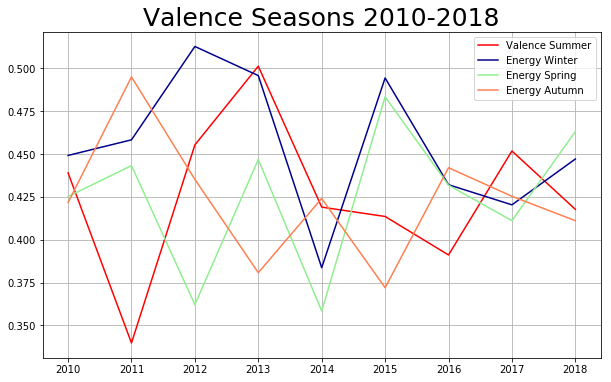 Valence Seasons 2010-2018
Valence Summer
Energy Winter
Energy Spring
Energy Autumn
0.500
0.475
0.450
0.425
0.400
0.375
0.350
2010 2011 2012 2013 2014 2015 2016 2017 2018